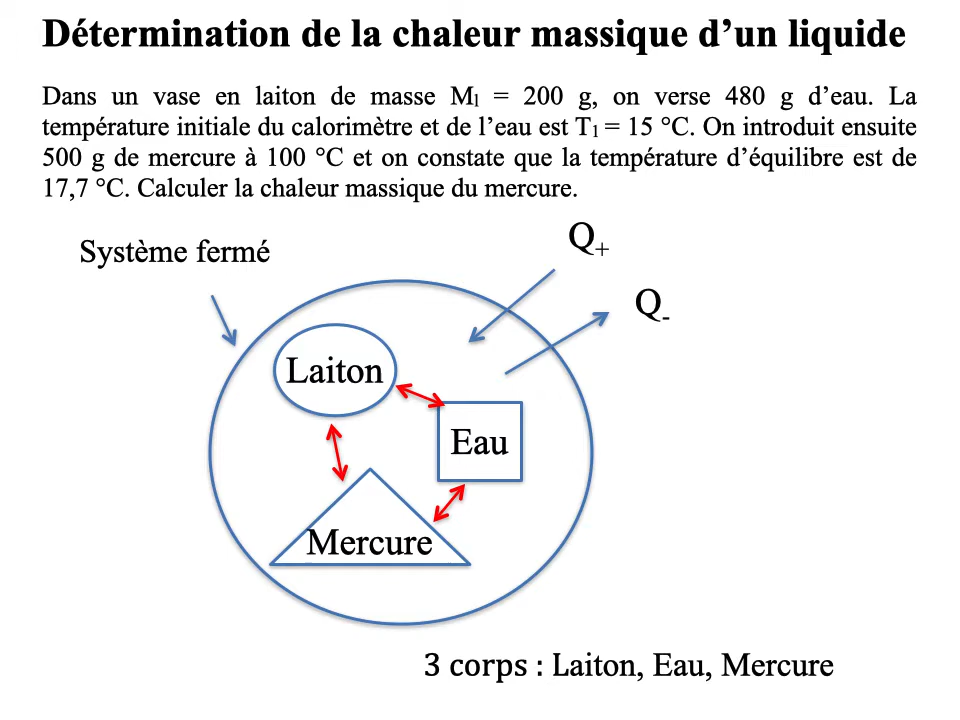 Détermination de la chaleur massique d’un liquide
Dans un vase en laiton de masse Ml = 200 g, on verse 480 g d’eau. La
température initiale du calorimètre et de l’eau est T1 = 15 °C. On introduit ensuite
500 g de mercure à 100 °C et on constate que la température d’équilibre est de
17,7 °C. Calculer la chaleur massique du mercure.
Système fermé
Q+
Q-
Laiton
Eau
Mercure
3 corps : Laiton, Eau, Mercure